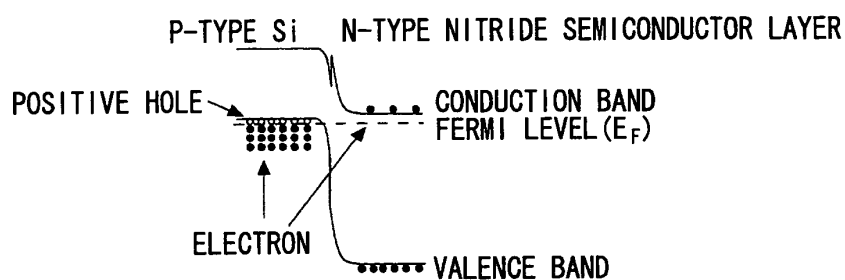 P-TYPE Si
N-TYPE NITRIDE SEMICONDUCTOR LAYER
POSITIVE HOLE
CONDUCTION BAND
FERMI LEVEL (EF)
ELECTRON
VALENCE BAND